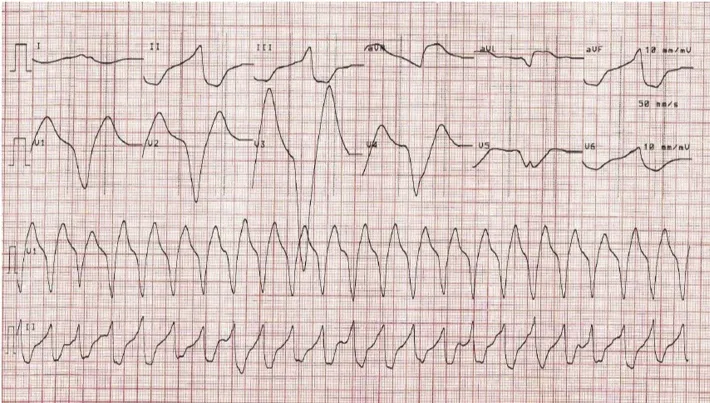 I II III aVR aVL aVF 10 mm/mV
50 mm/s
V1 V2 V3 V4 V5 V6 10 mm/mV
V1
II